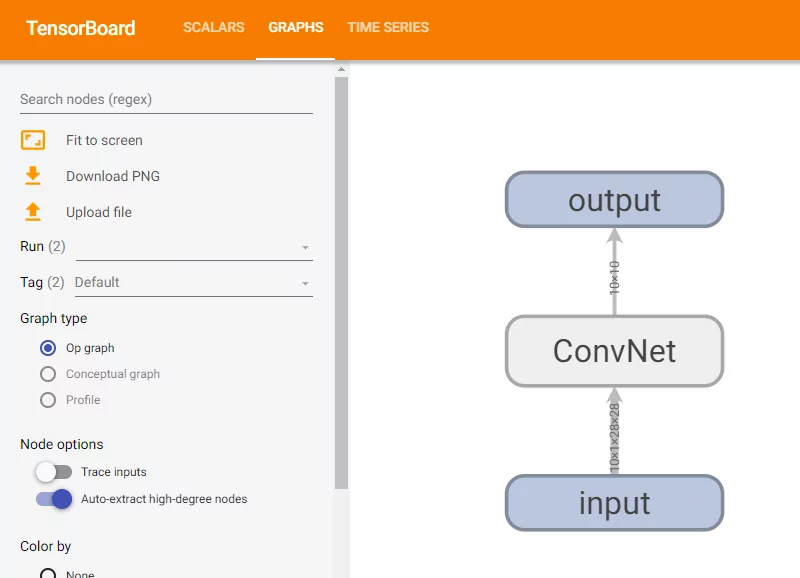 TensorBoard SCALARS GRAPHS TIME SERIES
Search nodes (regex)
Fit to screen
Download PNG
Upload file
Run (2)
Tag (2) Default
Graph type
Op graph
Conceptual graph
Profile
Node options
Trace inputs
Auto-extract high-degree nodes
Color by
None
output
10×10
ConvNet
10×1×28×28
input